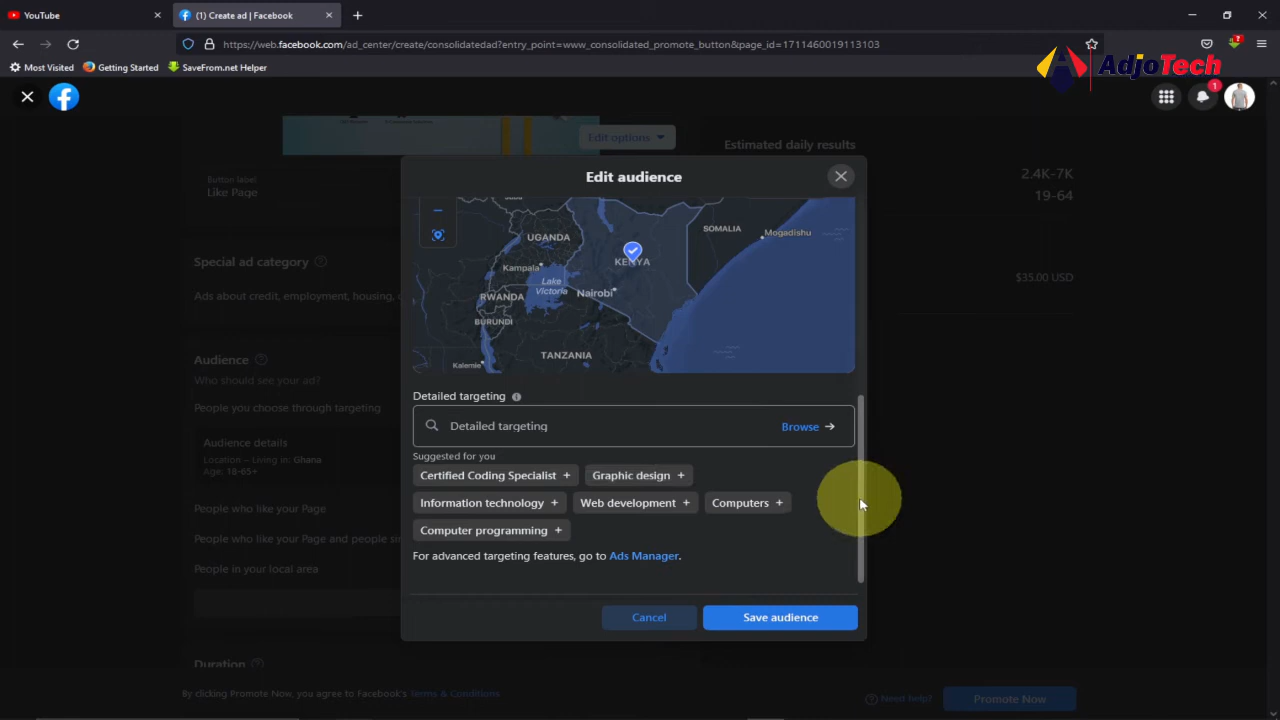 YouTube
(1) Create ad | Facebook
https://web.facebook.com/ad_center/create/consolidatedad?entry_point=www_consolidated_promote_button&page_id=1711460019113103
Most Visited
Getting Started
SaveFrom.net Helper
AdjoTech
1
Edit options
Estimated daily results
Button label
Like Page
2.4K-7K
19-64
Special ad category
Ads about credit, employment, housing,
$35.00 USD
Audience
Who should see your ad?
People you choose through targeting
Audience details
Location – Living in: Ghana
Age: 18-65+
People who like your Page
People who like your Page and people si
People in your local area
Duration
By clicking Promote Now, you agree to Facebook's Terms & Conditions
Need help?
Promote Now
Edit audience
UGANDA
SOMALIA
Mogadishu
Kampala
KENYA
Lake
Victoria
Nairobi
RWANDA
BURUNDI
TANZANIA
Kalemie
Detailed targeting
Detailed targeting
Browse
Suggested for you
Certified Coding Specialist +
Graphic design +
Information technology +
Web development +
Computers +
Computer programming +
For advanced targeting features, go to Ads Manager.
Cancel
Save audience